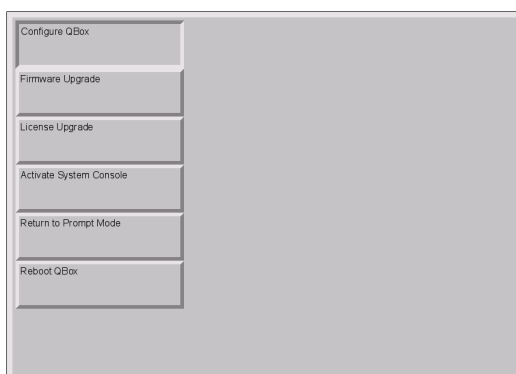 Configure QBox
Firmware Upgrade
License Upgrade
Activate System Console
Return to Prompt Mode
Reboot QBox